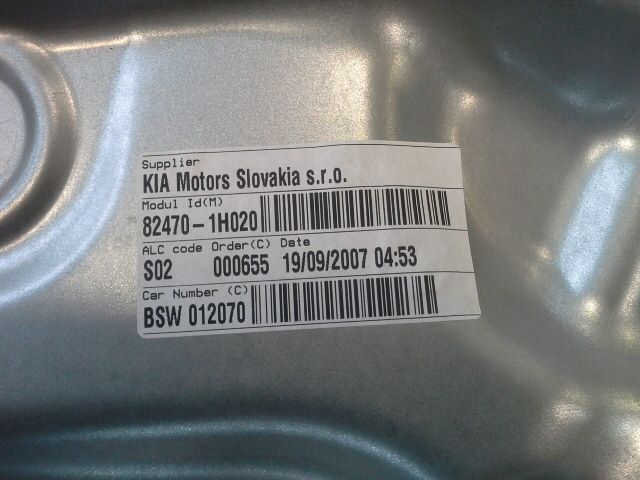 Supplier
KIA Motors Slovakia s.r.o.
Modul Id(M)
82470-1H020
ALC code Order(C) Date
S02 000655 19/09/2007 04:53
Car Number (C)
BSW 012070